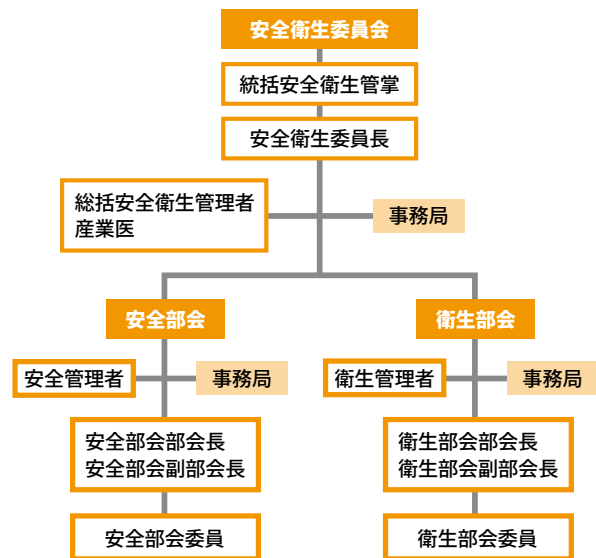 安全衛生委員会
統括安全衛生管掌
安全衛生委員長
総括安全衛生管理者
産業医
事務局
安全部会
衛生部会
安全管理者
事務局
衛生管理者
事務局
安全部会部会長
安全部会副部会長
衛生部会部会長
衛生部会副部会長
安全部会委員
衛生部会委員